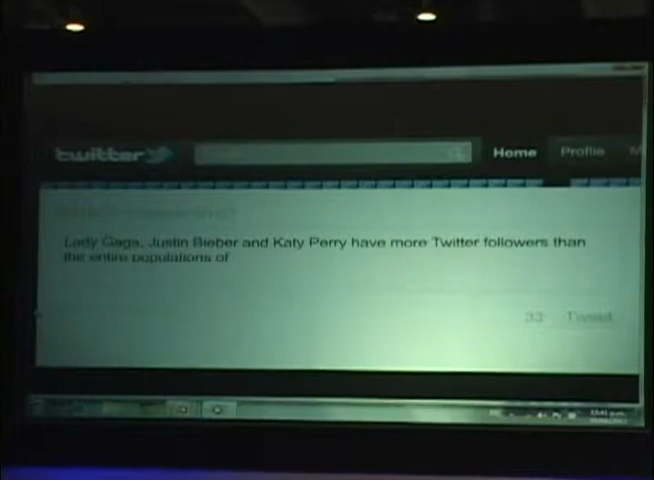 twitter
Home Profile M
Lady Gaga, Justin Bieber and Katy Perry have more Twitter followers than
the entire populations of
33 Tweet